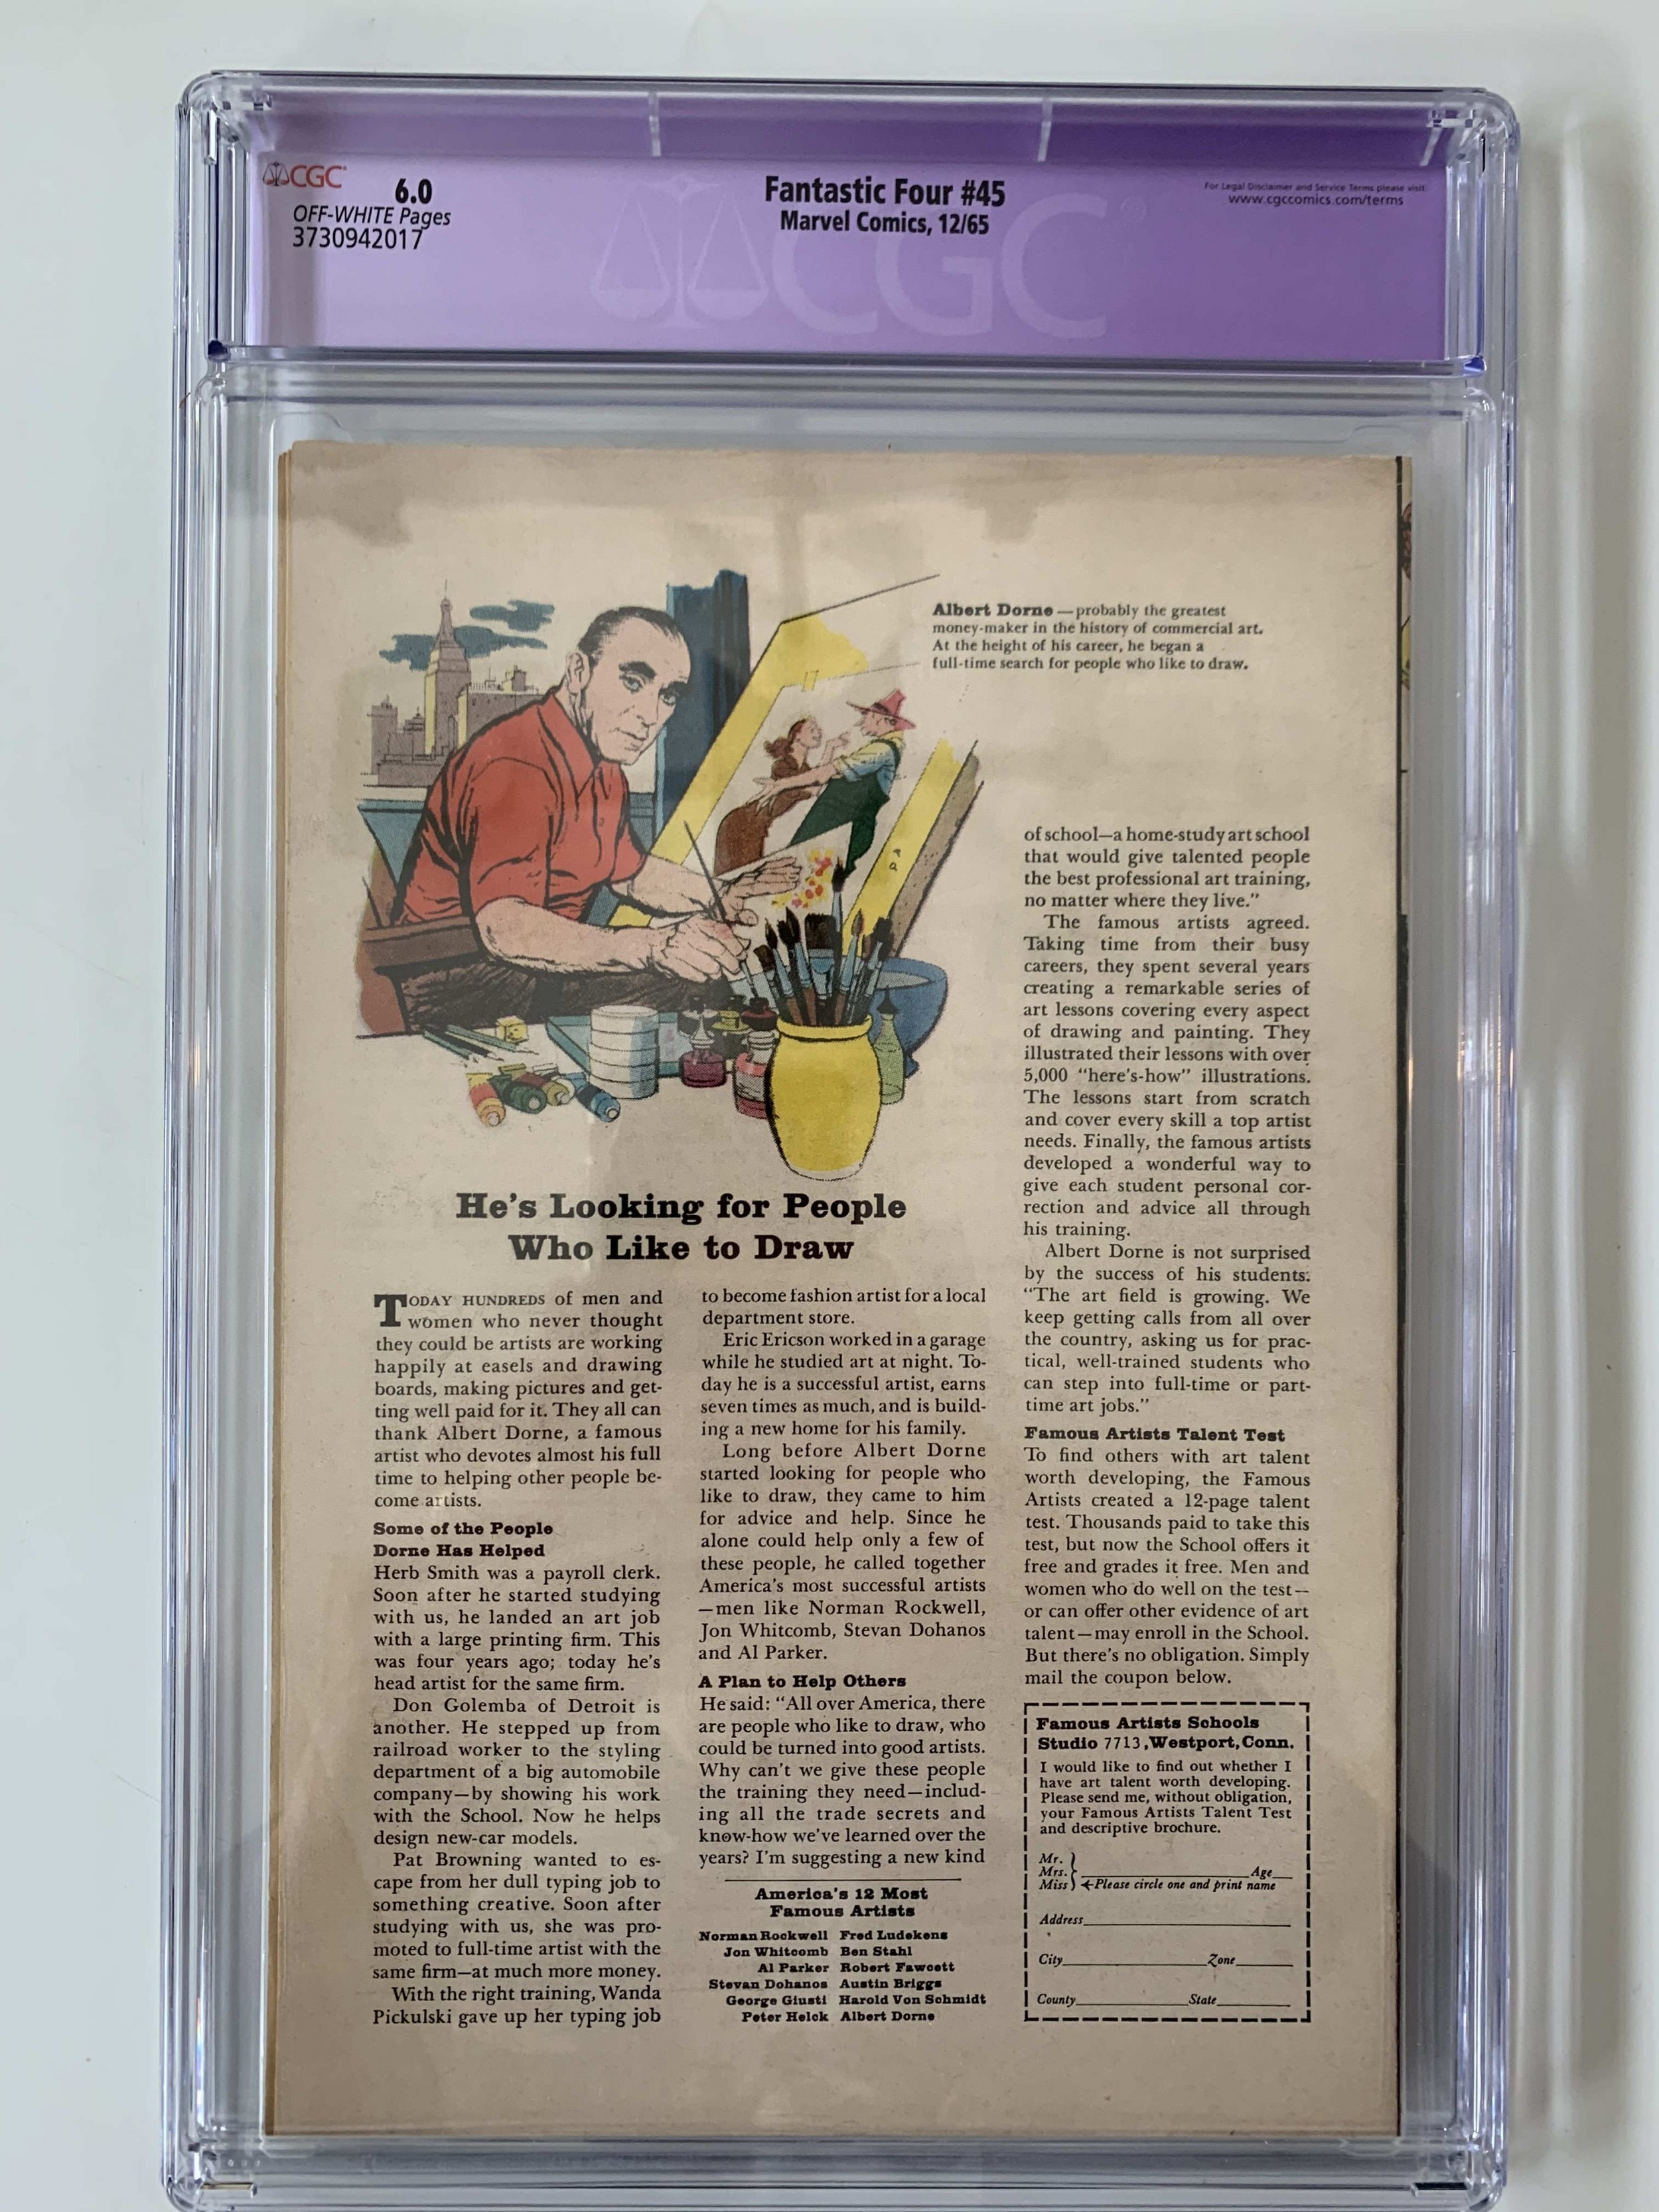 CGC
6.0
OFF-WHITE Pages
3730942017
Fantastic Four #45
Marvel Comics, 12/65
For Legal Disclaimer and Service Terms please visit:
www.cgccomics.com/terms
CGC
Albert Dorne — probably the greatest
money-maker in the history of commercial art.
At the height of his career, he began a
full-time search for people who like to draw.
He's Looking for People
Who Like to Draw
TODAY HUNDREDS of men and
women who never thought
they could be artists are working
happily at easels and drawing
boards, making pictures and get-
ting well paid for it. They all can
thank Albert Dorne, a famous
artist who devotes almost his full
time to helping other people be-
come artists.
Some of the People
Dorne Has Helped
Herb Smith was a payroll clerk.
Soon after he started studying
with us, he landed an art job
with a large printing firm. This
was four years ago; today he's
head artist for the same firm.
Don Golemba of Detroit is
another. He stepped up from
railroad worker to the styling
department of a big automobile
company—by showing his work
with the School. Now he helps
design new-car models.
Pat Browning wanted to es-
cape from her dull typing job to
something creative. Soon after
studying with us, she was pro-
moted to full-time artist with the
same firm—at much more money.
With the right training, Wanda
Pickulski gave up her typing job
to become fashion artist for a local
department store.
Eric Ericson worked in a garage
while he studied art at night. To-
day he is a successful artist, earns
seven times as much, and is build-
ing a new home for his family.
Long before Albert Dorne
started looking for people who
like to draw, they came to him
for advice and help. Since he
alone could help only a few of
these people, he called together
America's most successful artists
—men like Norman Rockwell,
Jon Whitcomb, Stevan Dohanos
and Al Parker.
A Plan to Help Others
He said: "All over America, there
are people who like to draw, who
could be turned into good artists.
Why can't we give these people
the training they need—includ-
ing all the trade secrets and
know-how we've learned over the
years? I'm suggesting a new kind
America's 12 Most
Famous Artists
Norman Rockwell Fred Ludekens
Jon Whitcomb Ben Stahl
Al Parker Robert Fawcett
Stevan Dohanos Austin Briggs
George Giusti Harold Von Schmidt
Peter Helck Albert Dorne
of school—a home-study art school
that would give talented people
the best professional art training,
no matter where they live."
The famous artists agreed.
Taking time from their busy
careers, they spent several years
creating a remarkable series of
art lessons covering every aspect
of drawing and painting. They
illustrated their lessons with over
5,000 "here's-how" illustrations.
The lessons start from scratch
and cover every skill a top artist
needs. Finally, the famous artists
developed a wonderful way to
give each student personal cor-
rection and advice all through
his training.
Albert Dorne is not surprised
by the success of his students.
"The art field is growing. We
keep getting calls from all over
the country, asking us for prac-
tical, well-trained students who
can step into full-time or part-
time art jobs."
Famous Artists Talent Test
To find others with art talent
worth developing, the Famous
Artists created a 12-page talent
test. Thousands paid to take this
test, but now the School offers it
free and grades it free. Men and
women who do well on the test—
or can offer other evidence of art
talent—may enroll in the School.
But there's no obligation. Simply
mail the coupon below.
Famous Artists Schools
Studio 7713, Westport, Conn.
I would like to find out whether I
have art talent worth developing.
Please send me, without obligation,
your Famous Artists Talent Test
and descriptive brochure.
Mr.
Mrs. Age
Miss ←Please circle one and print name
Address
City Zone
County State